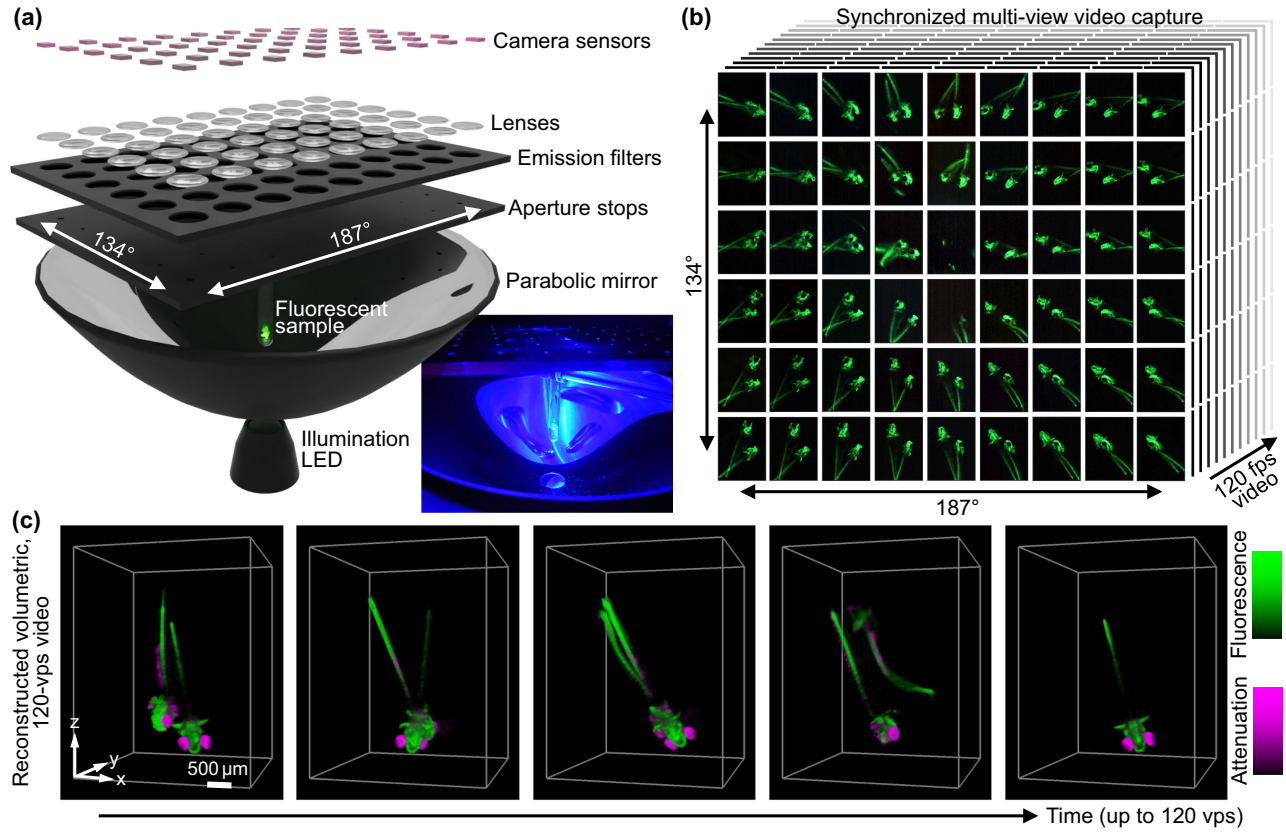 (a)
Camera sensors
Lenses
Emission filters
Aperture stops
134°
187°
Parabolic mirror
Fluorescent
sample
Illumination
LED
(b)
Synchronized multi-view video capture
134°
187°
120 fps
video
(c)
Reconstructed volumetric,
120-vps video
z
y
x
500 µm
Fluorescence
Attenuation
Time (up to 120 vps)